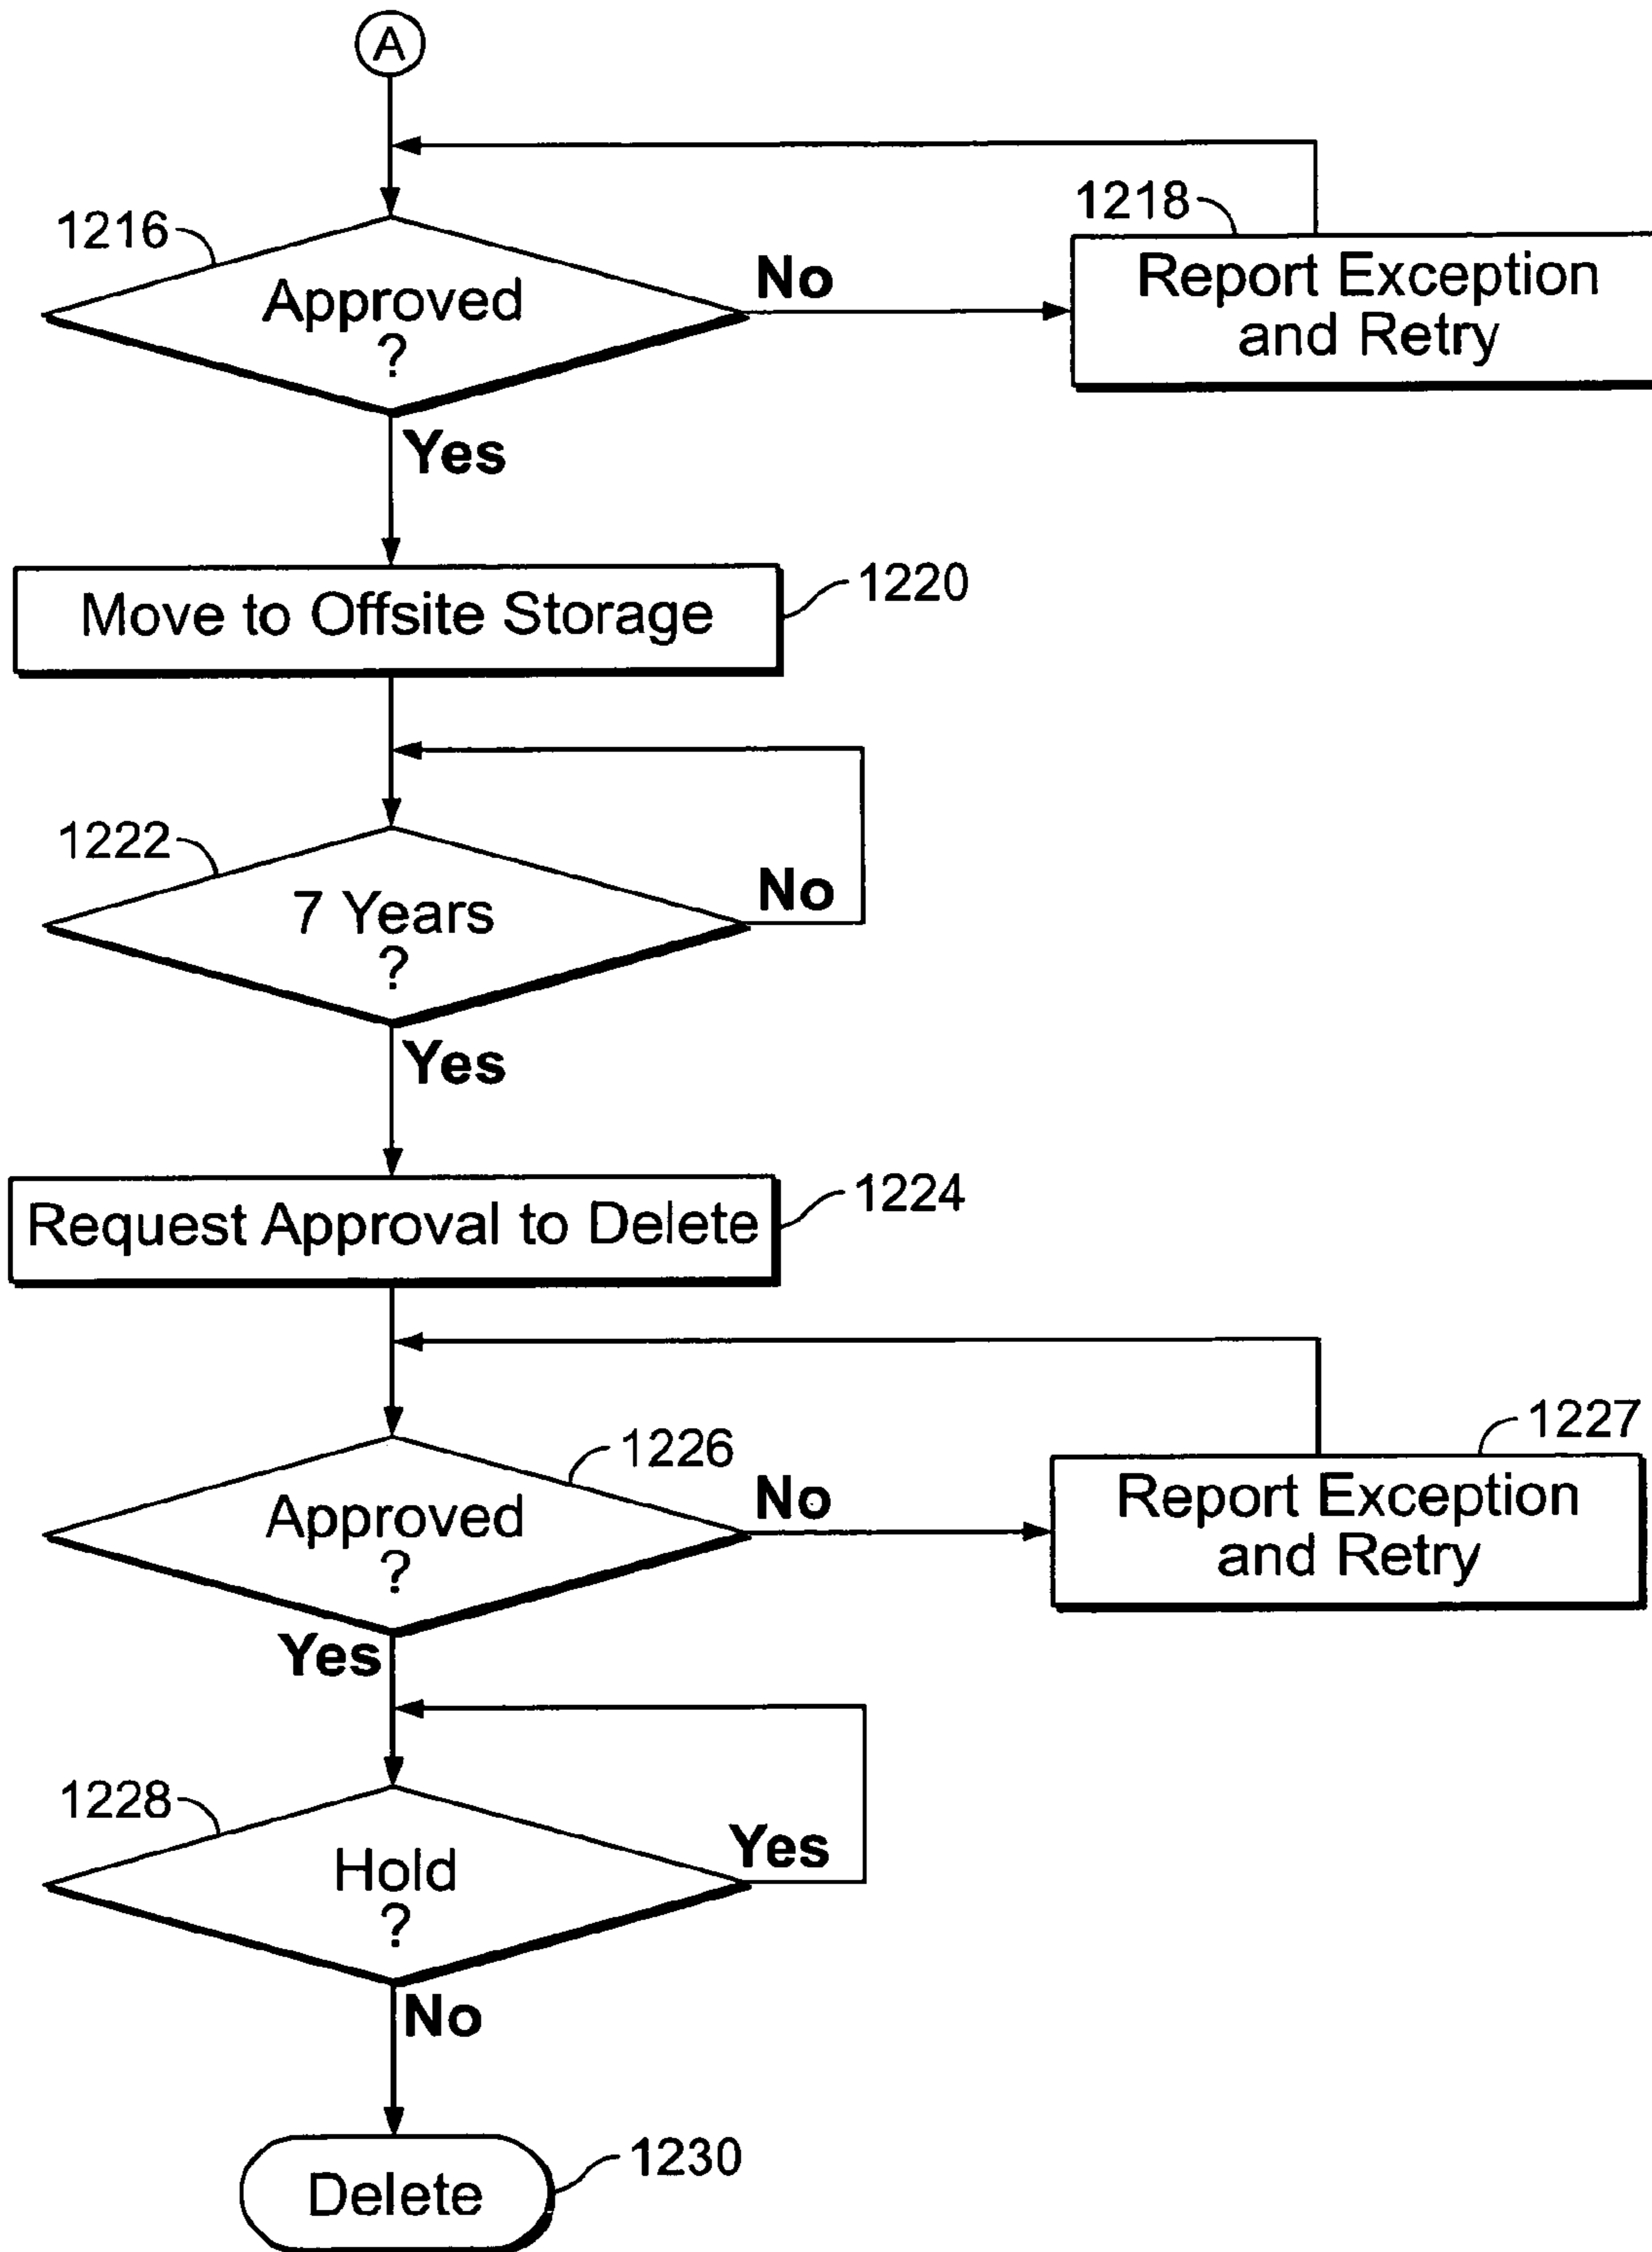 A
1216
Approved
?
No
1218
Report Exception
and Retry
Yes
Move to Offsite Storage
1220
1222
7 Years
?
No
Yes
Request Approval to Delete
1224
1226
Approved
?
No
1227
Report Exception
and Retry
Yes
1228
Hold
?
Yes
No
Delete
1230